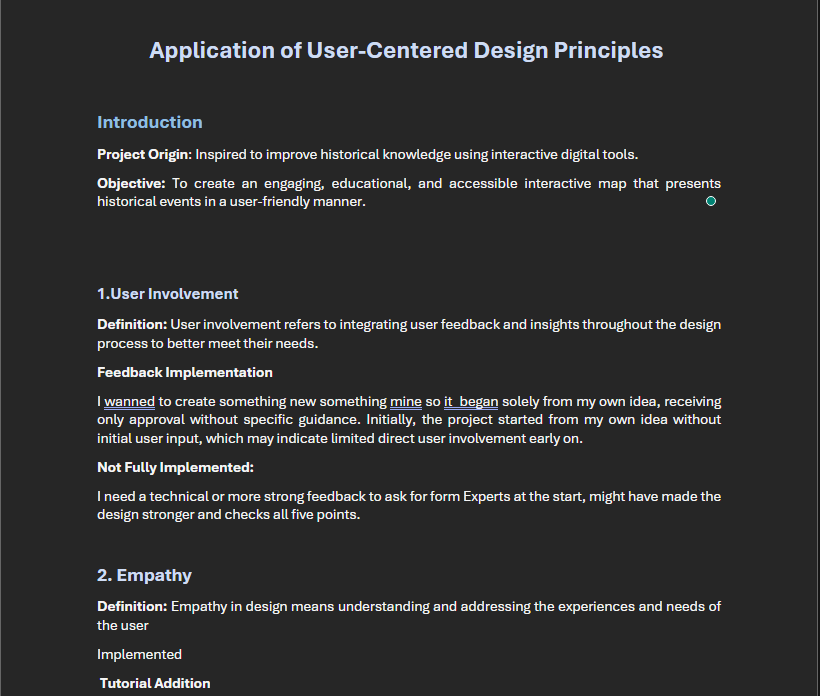 Application of User-Centered Design Principles
Introduction
Project Origin: Inspired to improve historical knowledge using interactive digital tools.
Objective: To create an engaging, educational, and accessible interactive map that presents
historical events in a user-friendly manner.
1.User Involvement
Definition: User involvement refers to integrating user feedback and insights throughout the design
process to better meet their needs.
Feedback Implementation
I wanned to create something new something mine so it  began solely from my own idea, receiving
only approval without specific guidance. Initially, the project started from my own idea without
initial user input, which may indicate limited direct user involvement early on.
Not Fully Implemented:
I need a technical or more strong feedback to ask for form Experts at the start, might have made the
design stronger and checks all five points.
2. Empathy
Definition: Empathy in design means understanding and addressing the experiences and needs of
the user
Implemented
Tutorial Addition